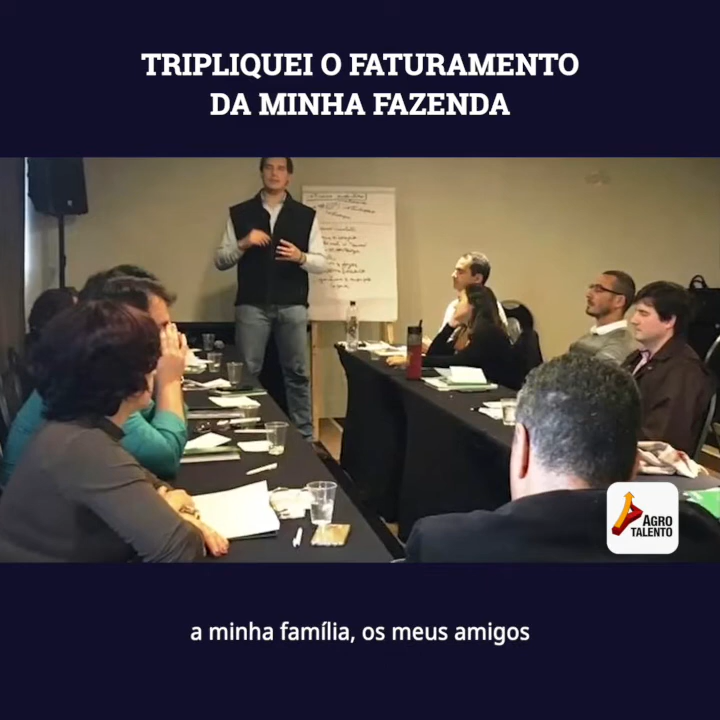 TRIPLIQUEI O FATURAMENTO
DA MINHA FAZENDA
AGRO
TALENTO
a minha família, os meus amigos